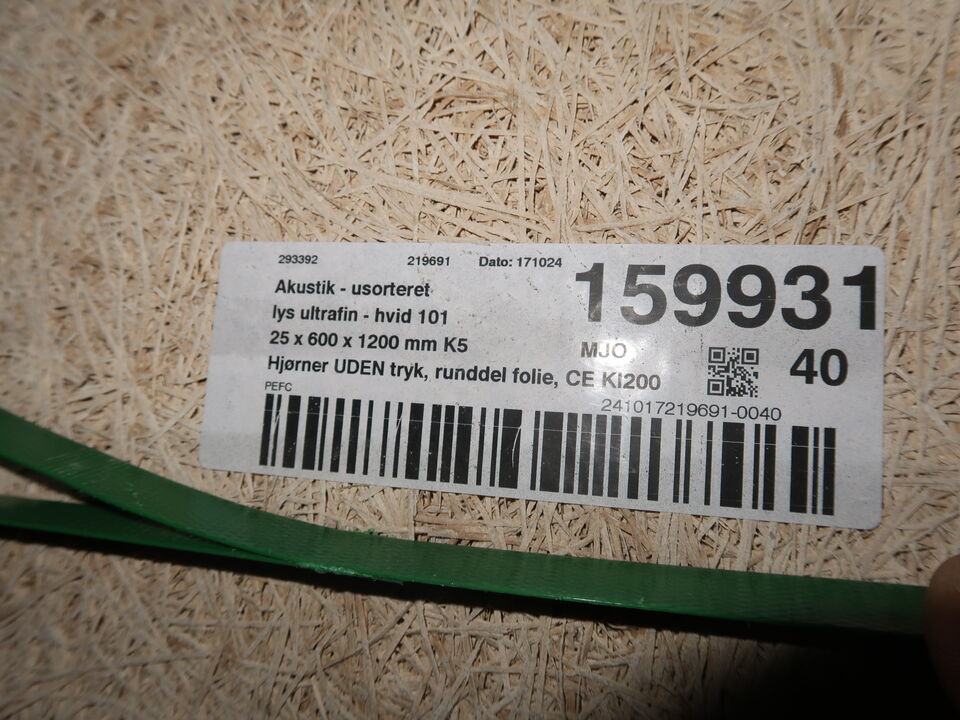 293392 219691 Dato: 171024
159931
Akustik - usorteret
lys ultrafin - hvid 101
25 x 600 x 1200 mm K5
MJO
40
Hjørner UDEN tryk, runddel folie, CE KI200
PEFC
241017219691-0040